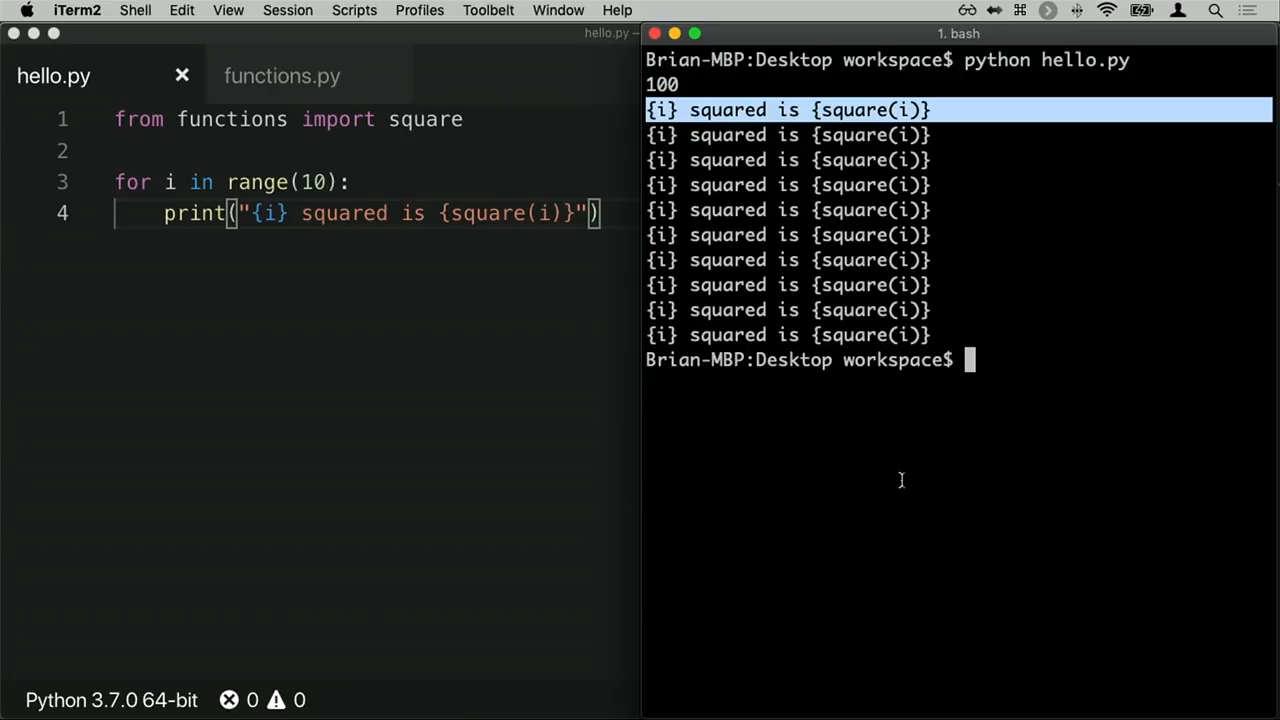 iTerm2 Shell Edit View Session Scripts Profiles Toolbelt Window Help
hello.py — 1. bash
hello.py × functions.py
1 from functions import square
2
3 for i in range(10):
4 print("{i} squared is {square(i)}")
Python 3.7.0 64-bit 0 0
Brian-MBP:Desktop workspace$ python hello.py
100
{i} squared is {square(i)}
{i} squared is {square(i)}
{i} squared is {square(i)}
{i} squared is {square(i)}
{i} squared is {square(i)}
{i} squared is {square(i)}
{i} squared is {square(i)}
{i} squared is {square(i)}
{i} squared is {square(i)}
{i} squared is {square(i)}
Brian-MBP:Desktop workspace$